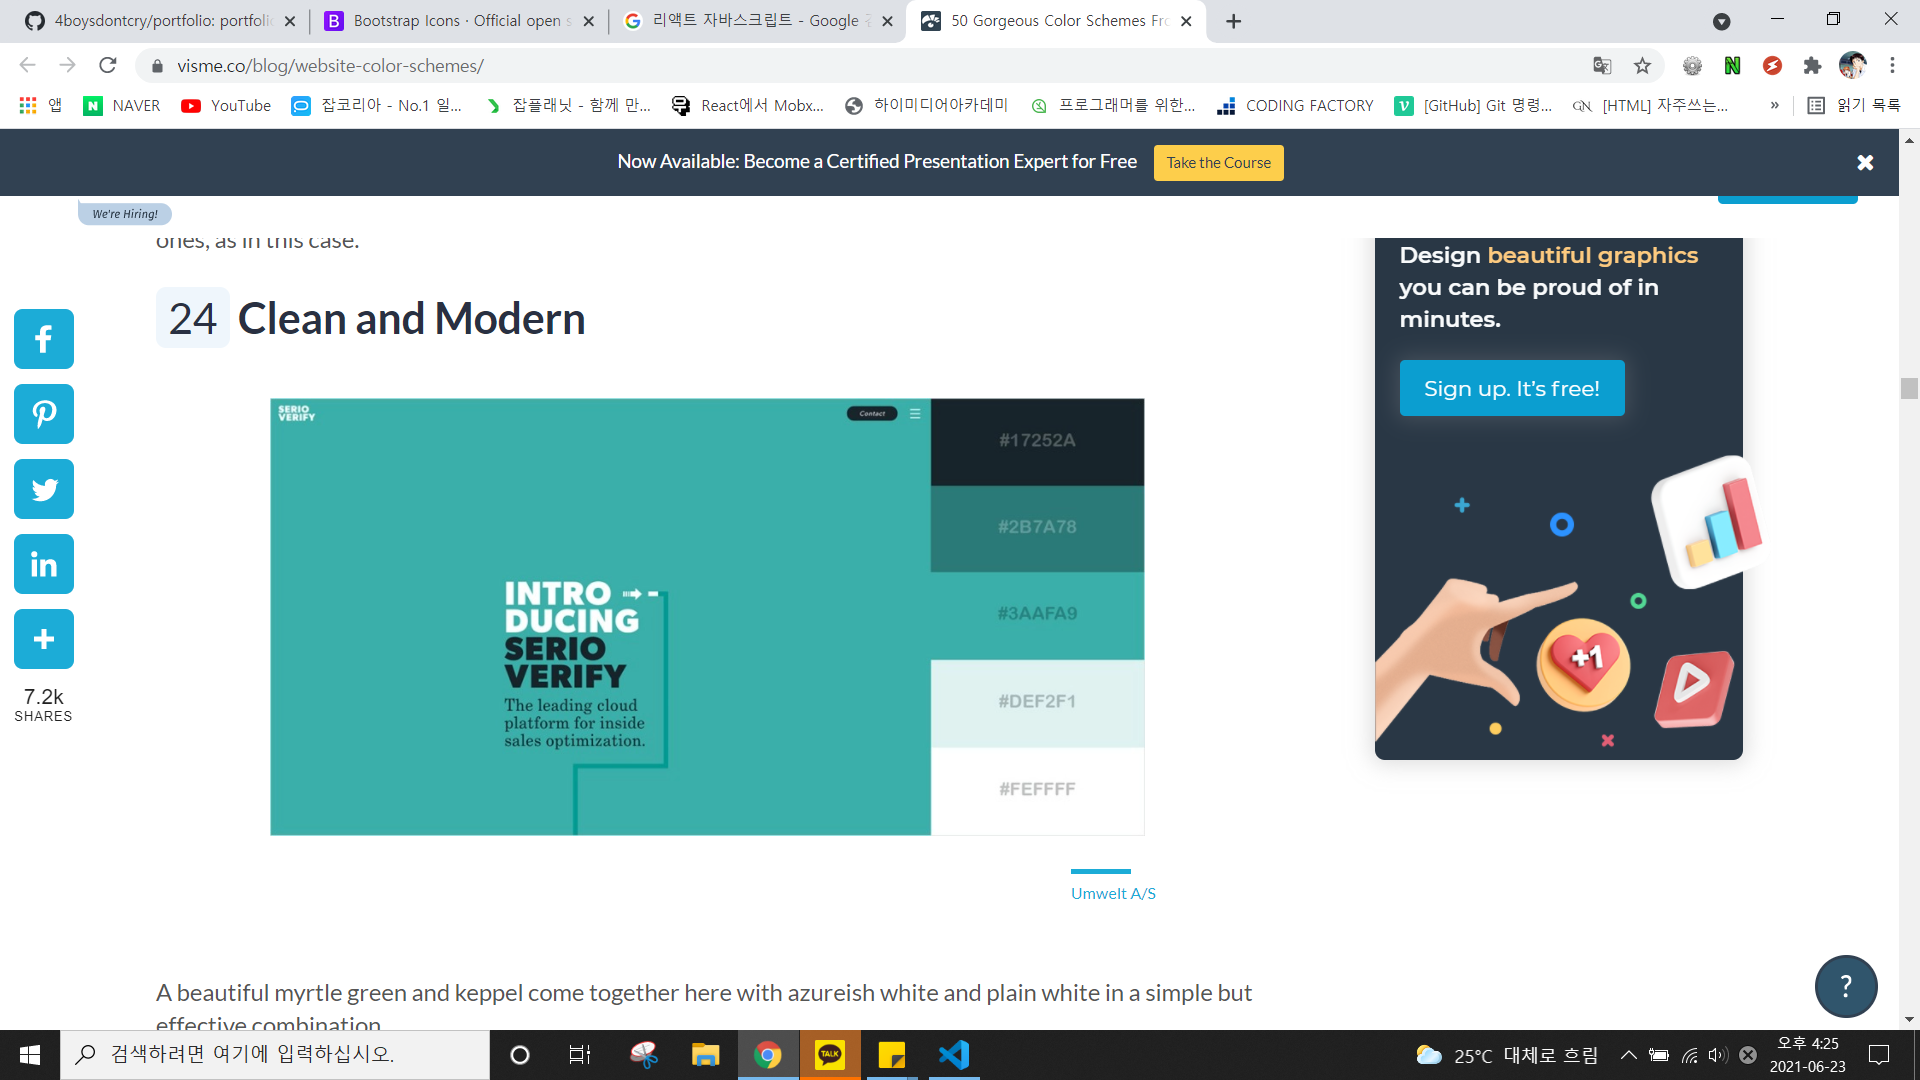 4boysdontcry/portfolio: portfolio
Bootstrap Icons · Official open s
리액트 자바스크립트 - Google 검
50 Gorgeous Color Schemes Fro
visme.co/blog/website-color-schemes/
앱
NAVER
YouTube
잡코리아 - No.1 일...
잡플래닛 - 함께 만...
React에서 Mobx...
하이미디어아카데미
프로그래머를 위한...
CODING FACTORY
[GitHub] Git 명령...
[HTML] 자주쓰는...
»
읽기 목록
Now Available: Become a Certified Presentation Expert for Free
Take the Course
We're Hiring!
ones, as in this case.
24 Clean and Modern
7.2k
SHARES
SERIO
VERIFY
Contact
INTRO
DUCING
SERIO
VERIFY
The leading cloud
platform for inside
sales optimization.
#17252A
#2B7A78
#3AAFA9
#DEF2F1
#FEFFFF
Umwelt A/S
A beautiful myrtle green and keppel come together here with azureish white and plain white in a simple but
effective combination
Design beautiful graphics
you can be proud of in
minutes.
Sign up. It's free!
+1
?
검색하려면 여기에 입력하십시오.
TALK
25°C 대체로 흐림
오후 4:25
2021-06-23